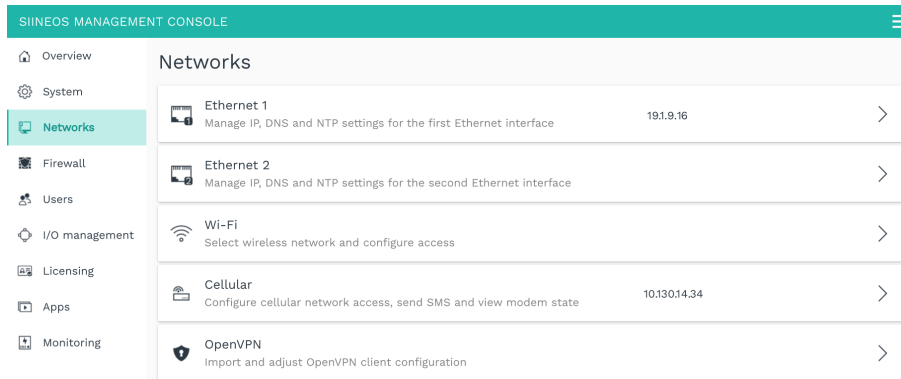 SIINEOS MANAGEMENT CONSOLE
Overview
System
Networks
Firewall
Users
I/O management
Licensing
Apps
Monitoring
Networks
Ethernet 1
Manage IP, DNS and NTP settings for the first Ethernet interface
19.1.9.16
Ethernet 2
Manage IP, DNS and NTP settings for the second Ethernet interface
Wi-Fi
Select wireless network and configure access
Cellular
Configure cellular network access, send SMS and view modem state
10.130.14.34
OpenVPN
Import and adjust OpenVPN client configuration